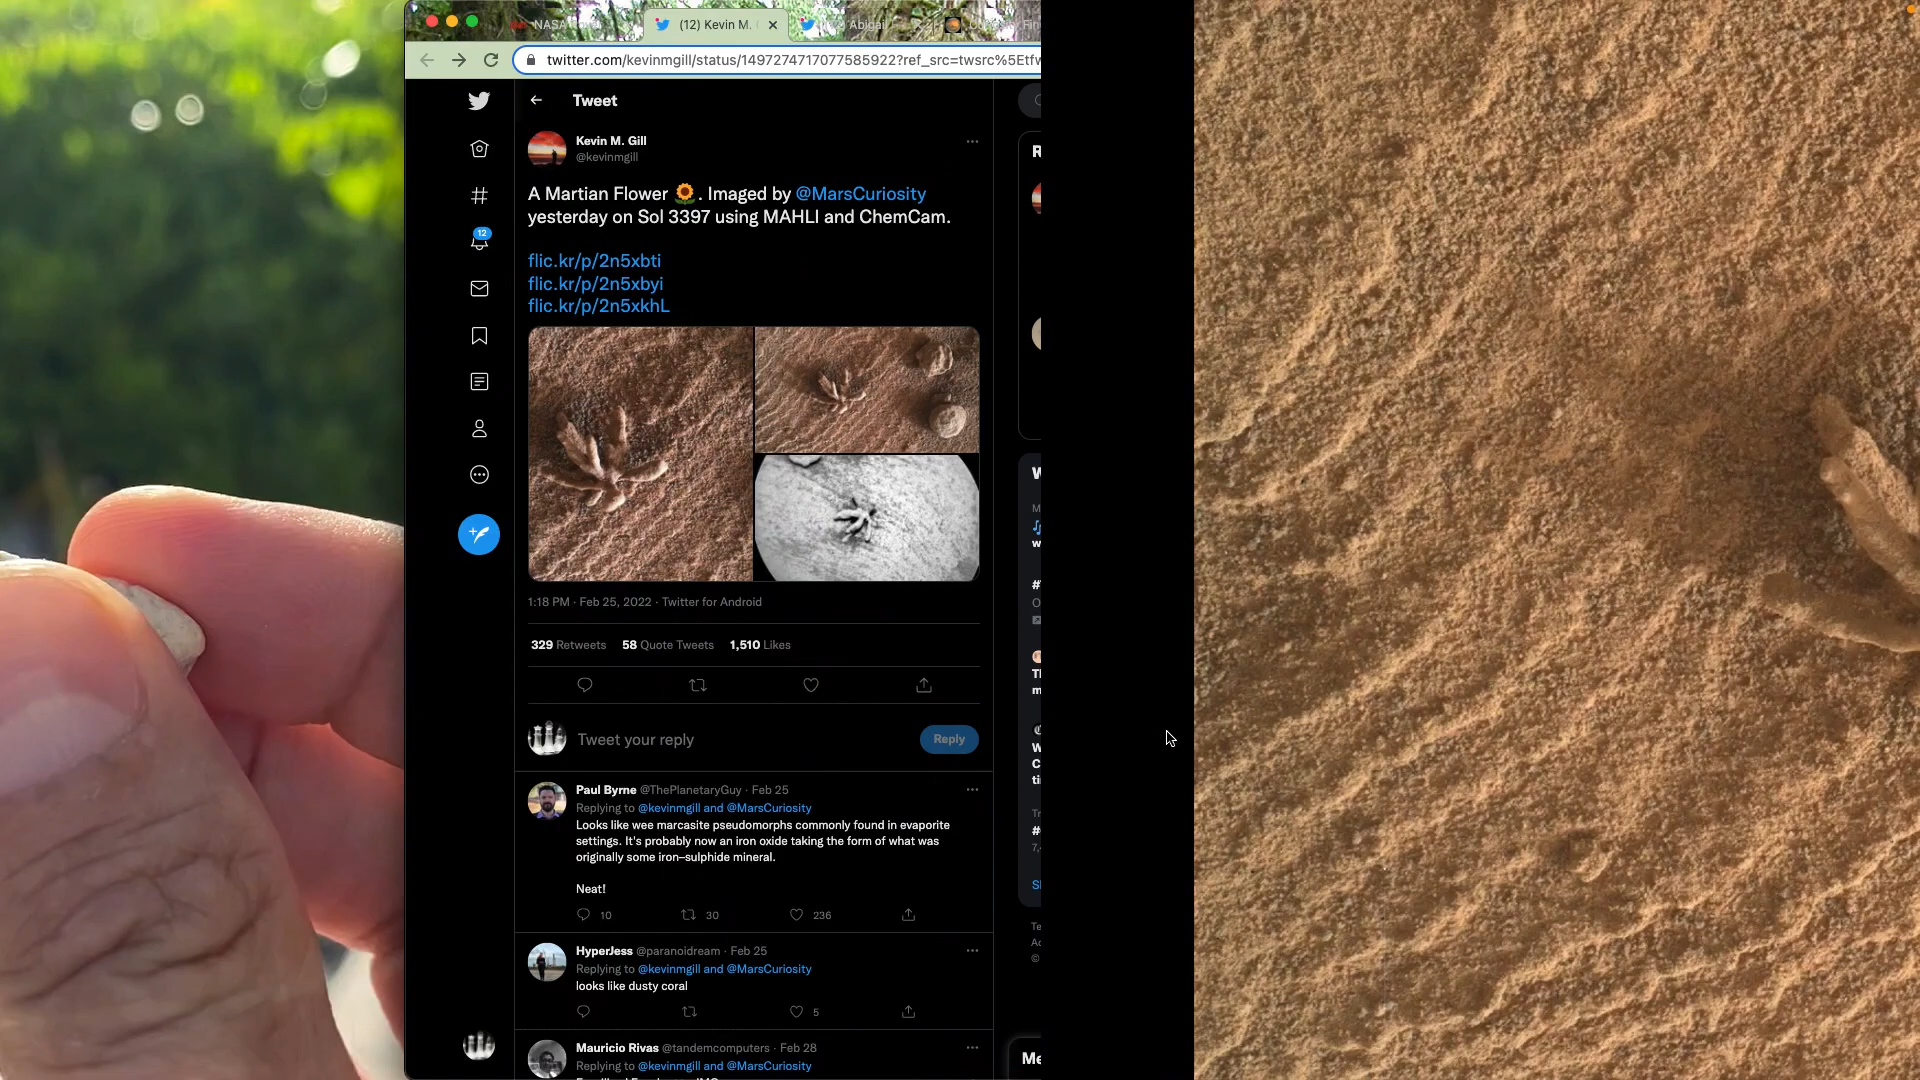 NASA
(12) Kevin M.
Abigail
twitter.com/kevinmgill/status/1497274717077585922?ref_src=twsrc%5Etfw
Tweet
Kevin M. Gill
@kevinmgill
A Martian Flower 🌻. Imaged by @MarsCuriosity
yesterday on Sol 3397 using MAHLI and ChemCam.
flic.kr/p/2n5xbti
flic.kr/p/2n5xbyi
flic.kr/p/2n5xkhL
12
1:18 PM · Feb 25, 2022 · Twitter for Android
329 Retweets 58 Quote Tweets 1,510 Likes
Tweet your reply
Reply
Paul Byrne @ThePlanetaryGuy · Feb 25
Replying to @kevinmgill and @MarsCuriosity
Looks like wee marcasite pseudomorphs commonly found in evaporite
settings. It's probably now an iron oxide taking the form of what was
originally some iron–sulphide mineral.
Neat!
10 30 236
HyperJess @paranoidream · Feb 25
Replying to @kevinmgill and @MarsCuriosity
looks like dusty coral
5
Mauricio Rivas @tandemcomputers · Feb 28
Replying to @kevinmgill and @MarsCuriosity
Me